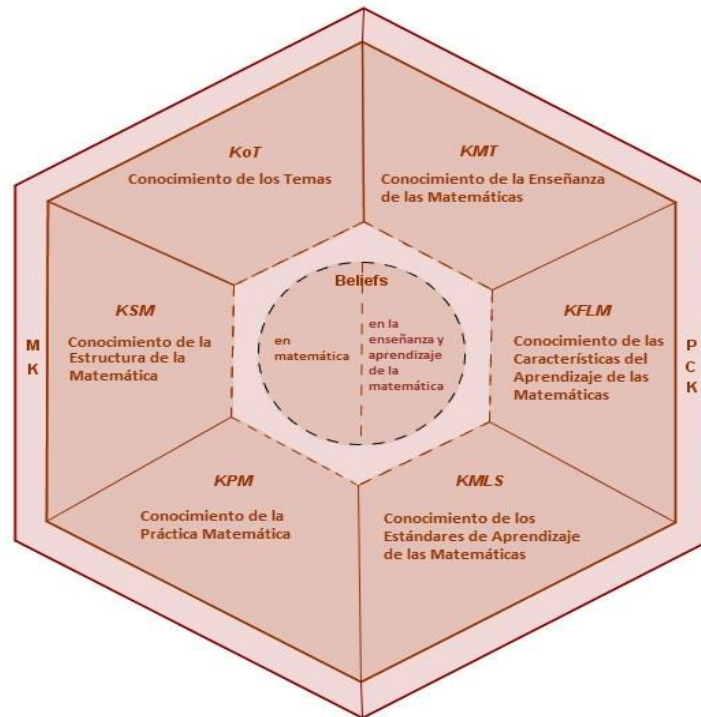 KoT
Conocimiento de los Temas
KMT
Conocimiento de la Enseñanza
de las Matemáticas
Beliefs
en
matemática
en la
enseñanza y
aprendizaje
de la
matemática
KSM
Conocimiento de la
Estructura de la
Matemática
KFLM
Conocimiento de las
Características del
Aprendizaje de las
Matemáticas
M
K
P
C
K
KPM
Conocimiento de la
Práctica Matemática
KMLS
Conocimiento de los
Estándares de Aprendizaje
de las Matemáticas